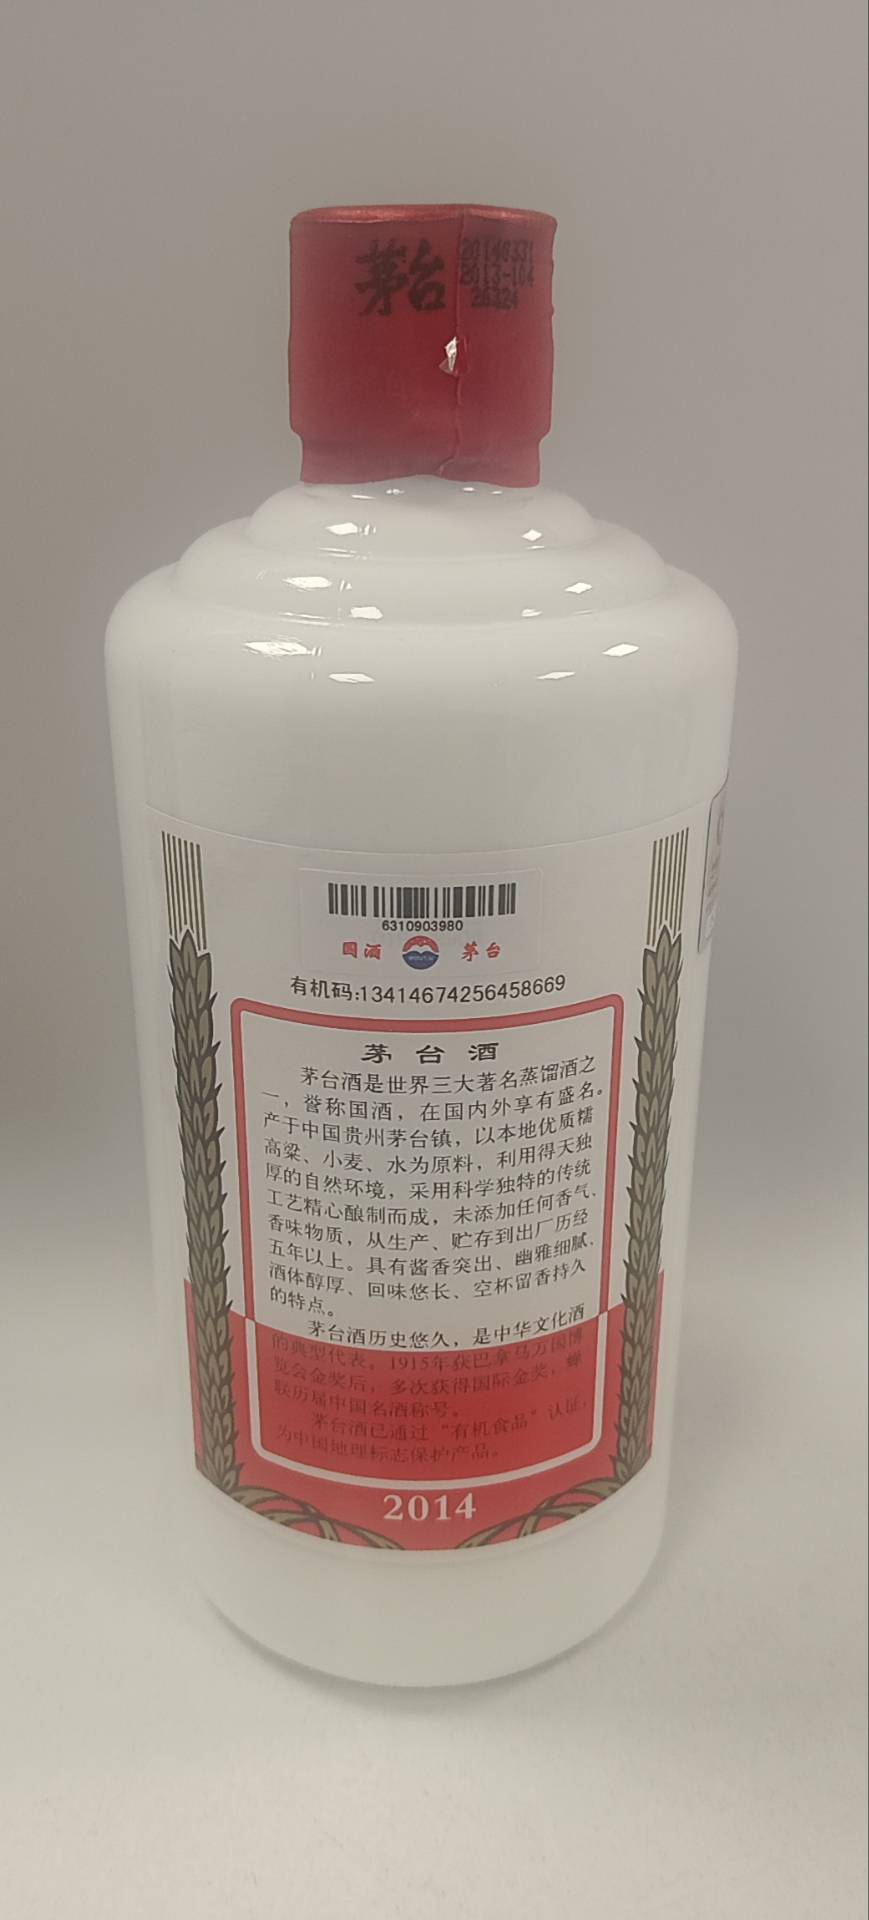 茅台
20140331
2013-104
26324
6310903980
国酒 茅台
有机码:13414674256458669
茅台酒
茅台酒是世界三大著名蒸馏酒之
一，誉称国酒，在国内外享有盛名。
产于中国贵州茅台镇，以本地优质糯
高粱、小麦、水为原料，利用得天独
厚的自然环境，采用科学独特的传统
工艺精心酿制而成，未添加任何香气、
香味物质，从生产、贮存到出厂历经
五年以上。具有酱香突出、幽雅细腻、
酒体醇厚、回味悠长、空杯留香持久
的特点。
茅台酒历史悠久，是中华文化酒
的典型代表。1915年获巴拿马万国博
览会金奖后，多次获得国际金奖，蝉
联历届中国名酒称号。
茅台酒已通过“有机食品”认证，
为中国地理标志保护产品。
2014